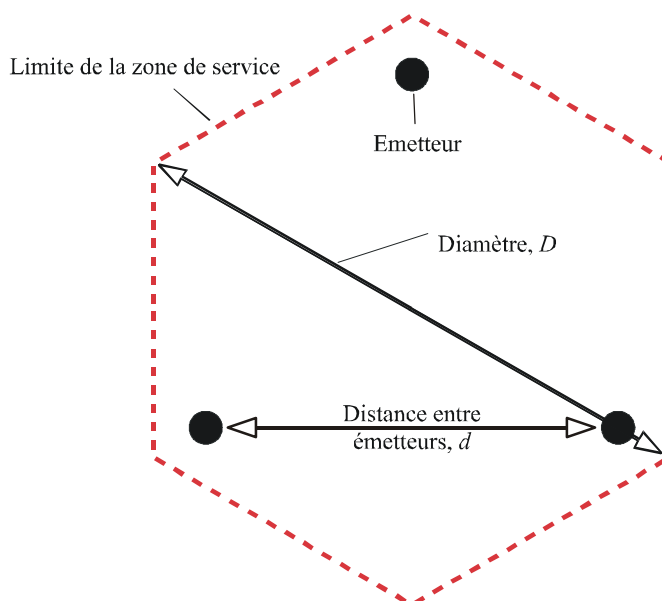 Limite de la zone de service
Emetteur
Diamètre, D
Distance entre
émetteurs, d